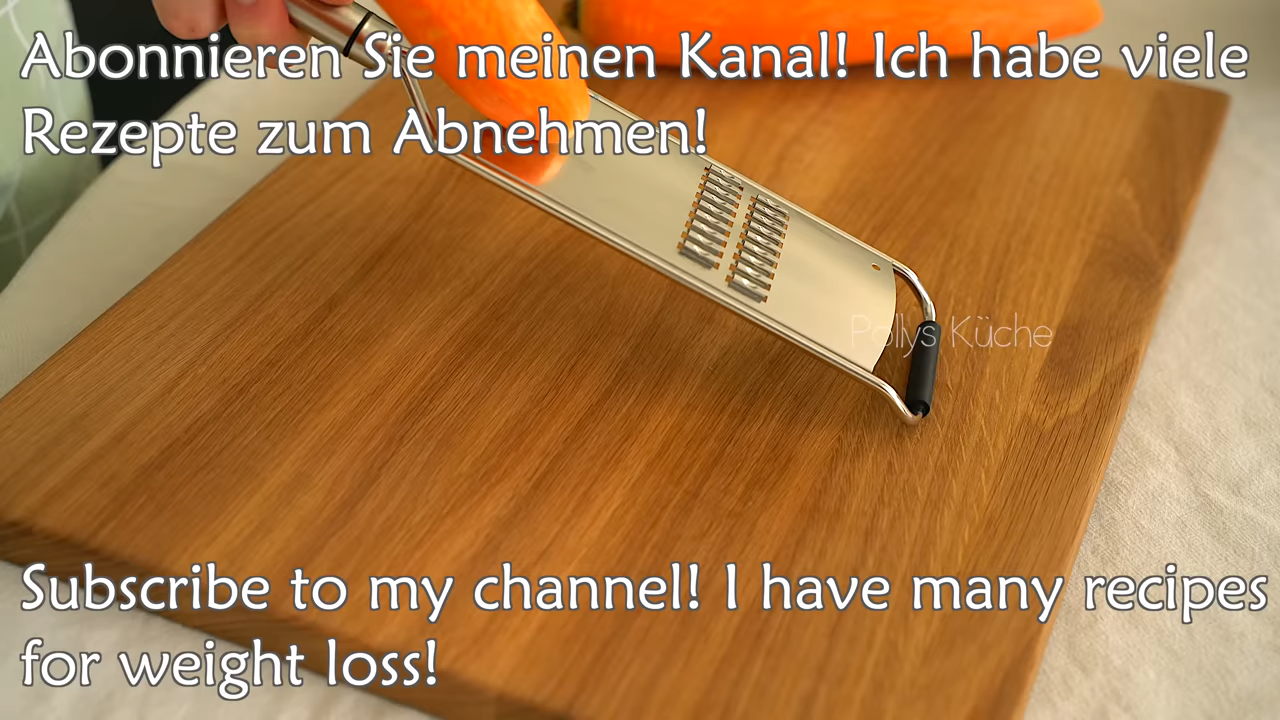 Abonnieren Sie meinen Kanal! Ich habe viele
Rezepte zum Abnehmen!
Pollys Küche
Subscribe to my channel! I have many recipes
for weight loss!